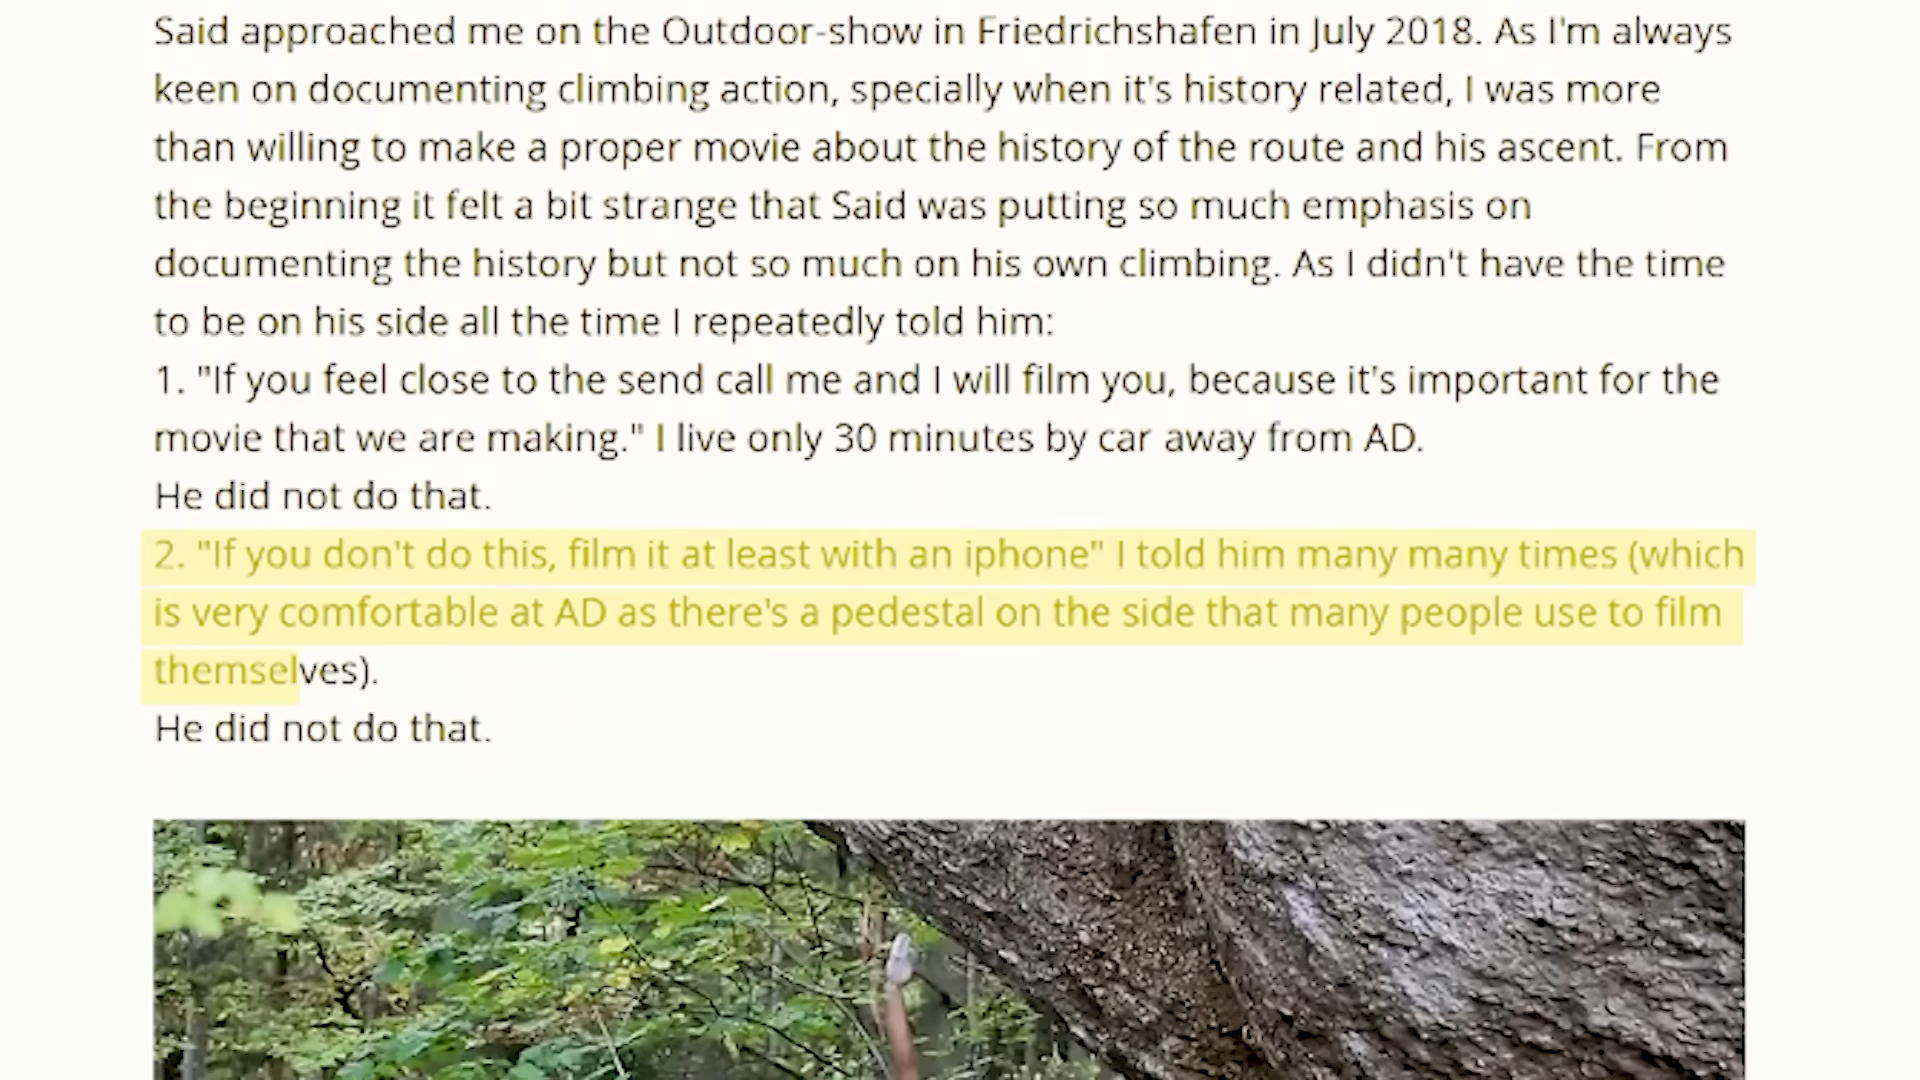 Said approached me on the Outdoor-show in Friedrichshafen in July 2018. As I'm always
keen on documenting climbing action, specially when it's history related, I was more
than willing to make a proper movie about the history of the route and his ascent. From
the beginning it felt a bit strange that Said was putting so much emphasis on
documenting the history but not so much on his own climbing. As I didn't have the time
to be on his side all the time I repeatedly told him:
1. "If you feel close to the send call me and I will film you, because it's important for the
movie that we are making." I live only 30 minutes by car away from AD.
He did not do that.
2. "If you don't do this, film it at least with an iphone" I told him many many times (which
is very comfortable at AD as there's a pedestal on the side that many people use to film
themselves).
He did not do that.